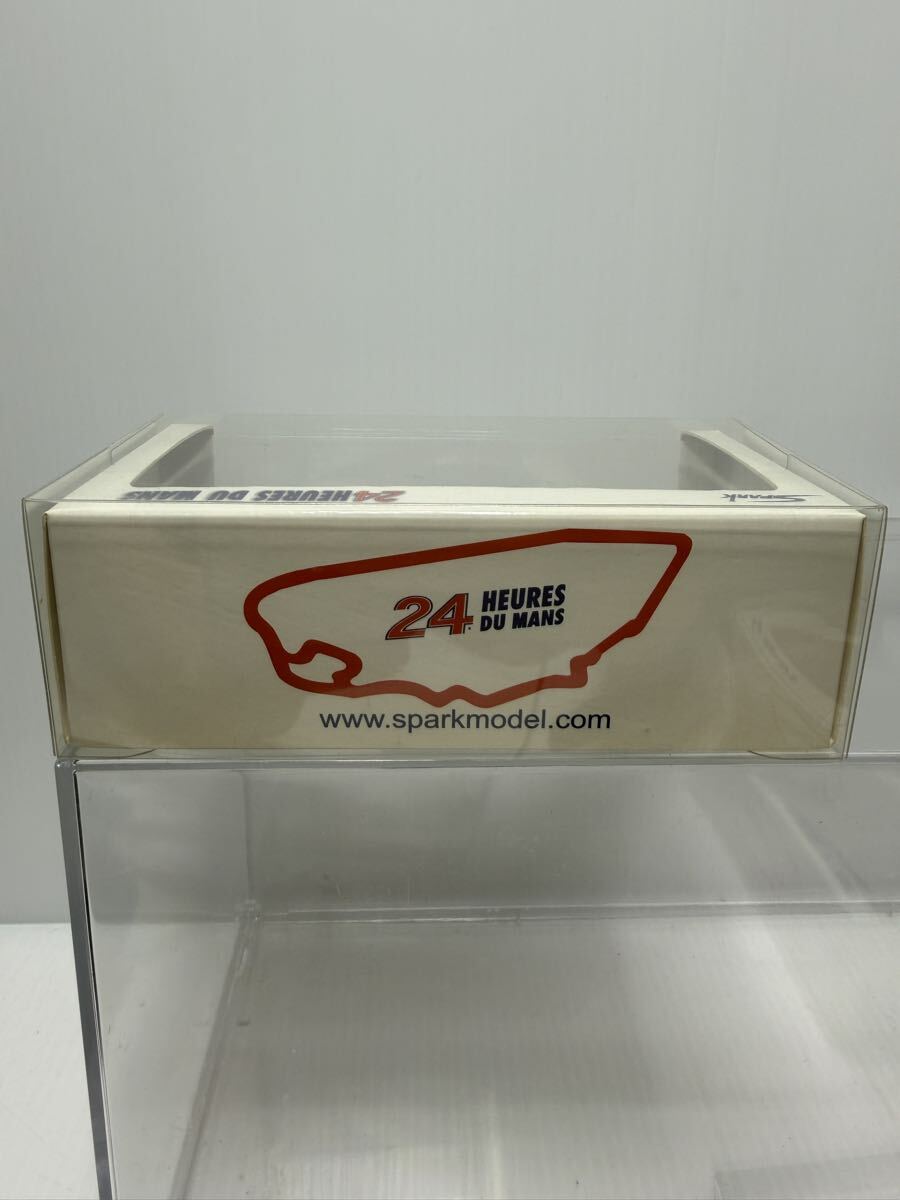 24 HEURES DU MANS
Spark
24 HEURES
DU MANS
www.sparkmodel.com